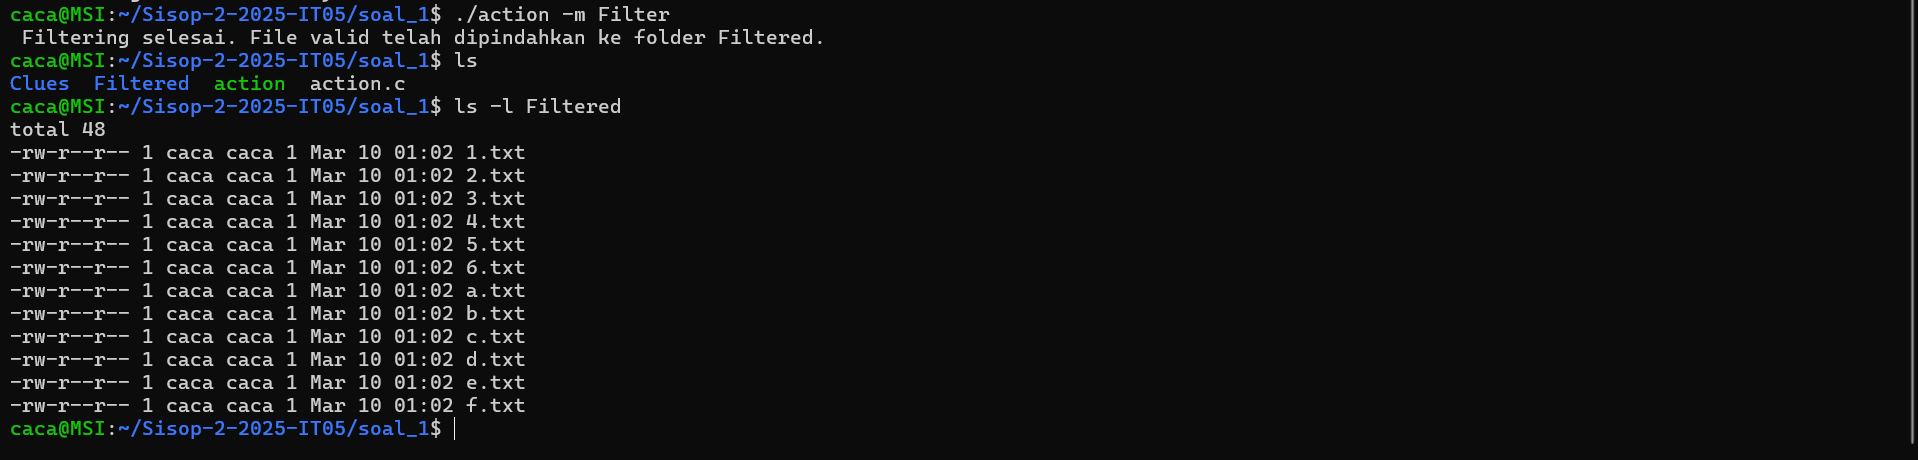 caca@MSI:~/Sisop-2-2025-IT05/soal_1$ ./action -m Filter
 Filtering selesai. File valid telah dipindahkan ke folder Filtered.
caca@MSI:~/Sisop-2-2025-IT05/soal_1$ ls
Clues  Filtered  action  action.c
caca@MSI:~/Sisop-2-2025-IT05/soal_1$ ls -l Filtered
total 48
-rw-r--r-- 1 caca caca 1 Mar 10 01:02 1.txt
-rw-r--r-- 1 caca caca 1 Mar 10 01:02 2.txt
-rw-r--r-- 1 caca caca 1 Mar 10 01:02 3.txt
-rw-r--r-- 1 caca caca 1 Mar 10 01:02 4.txt
-rw-r--r-- 1 caca caca 1 Mar 10 01:02 5.txt
-rw-r--r-- 1 caca caca 1 Mar 10 01:02 6.txt
-rw-r--r-- 1 caca caca 1 Mar 10 01:02 a.txt
-rw-r--r-- 1 caca caca 1 Mar 10 01:02 b.txt
-rw-r--r-- 1 caca caca 1 Mar 10 01:02 c.txt
-rw-r--r-- 1 caca caca 1 Mar 10 01:02 d.txt
-rw-r--r-- 1 caca caca 1 Mar 10 01:02 e.txt
-rw-r--r-- 1 caca caca 1 Mar 10 01:02 f.txt
caca@MSI:~/Sisop-2-2025-IT05/soal_1$